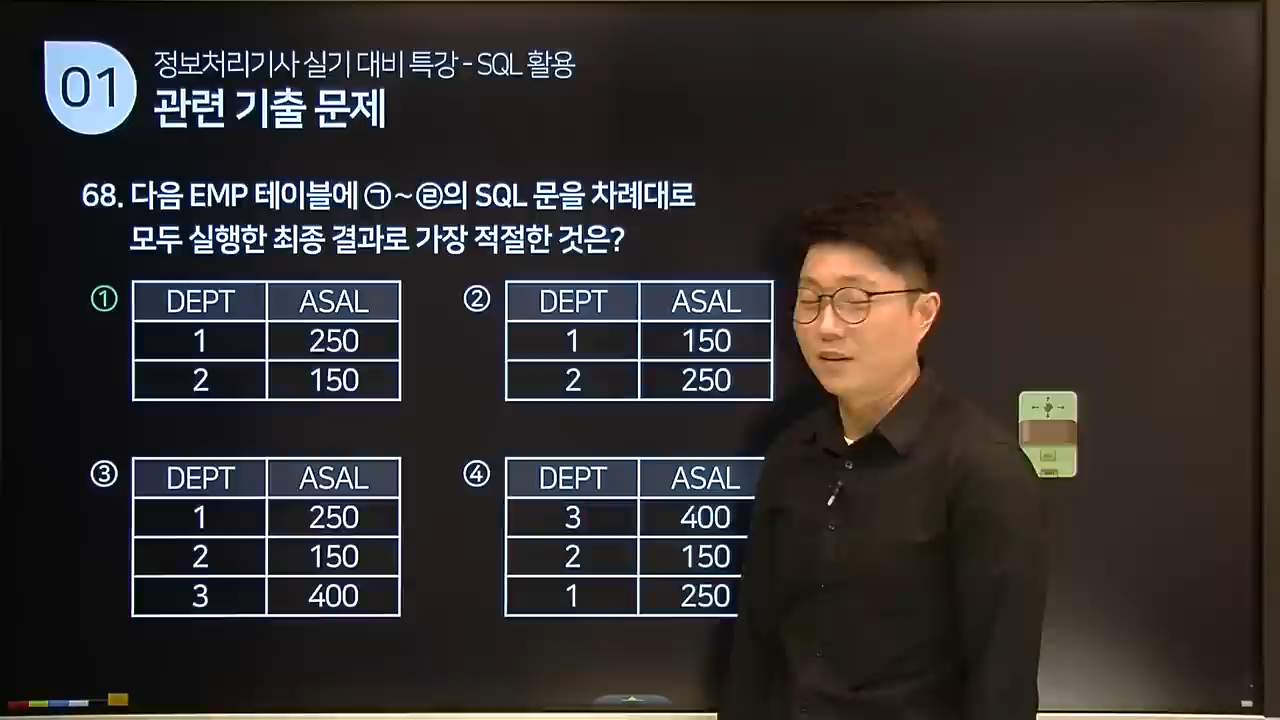 01
정보처리기사 실기 대비 특강 - SQL 활용
관련 기출 문제
68. 다음 EMP 테이블에 ㉠~㉣의 SQL 문을 차례대로
모두 실행한 최종 결과로 가장 적절한 것은?
①
DEPT ASAL
1 250
2 150
②
DEPT ASAL
1 150
2 250
③
DEPT ASAL
1 250
2 150
3 400
④
DEPT ASAL
3 400
2 150
1 250